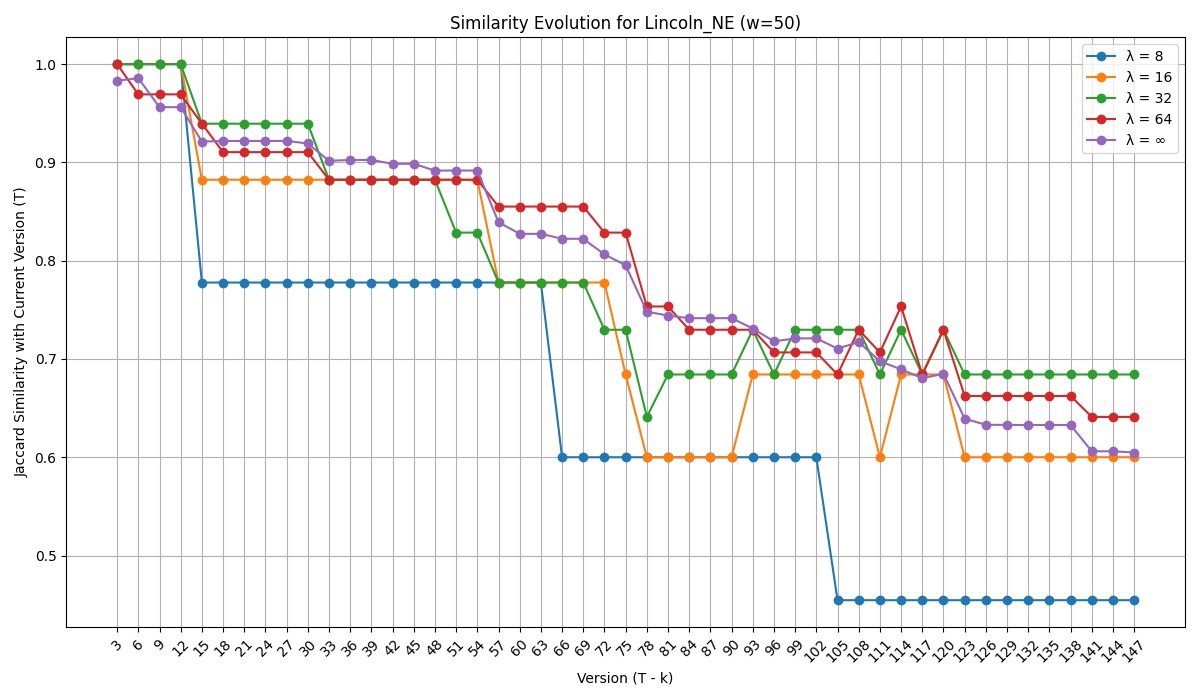 Similarity Evolution for Lincoln_NE (w=50)
λ = 8
λ = 16
λ = 32
λ = 64
λ = ∞
Jaccard Similarity with Current Version (T)
1.0
0.9
0.8
0.7
0.6
0.5
3 6 9 12 15 18 21 24 27 30 33 36 39 42 45 48 51 54 57 60 63 66 69 72 75 78 81 84 87 90 93 96 99 102 105 108 111 114 117 120 123 126 129 132 135 138 141 144 147
Version (T - k)